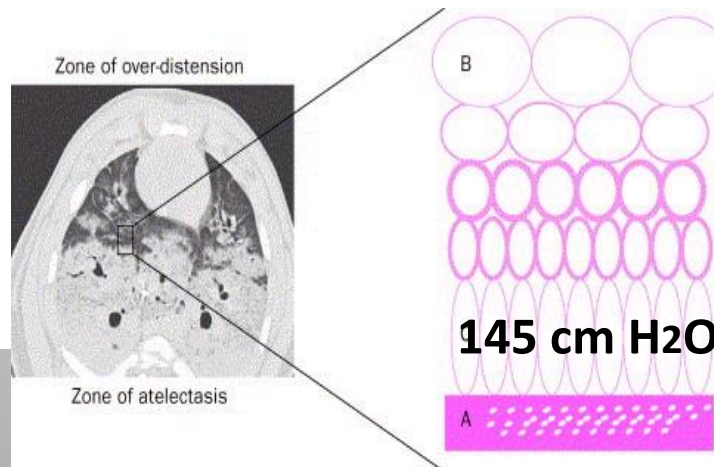 Zone of over-distension
B
145 cm H2O
A
Zone of atelectasis